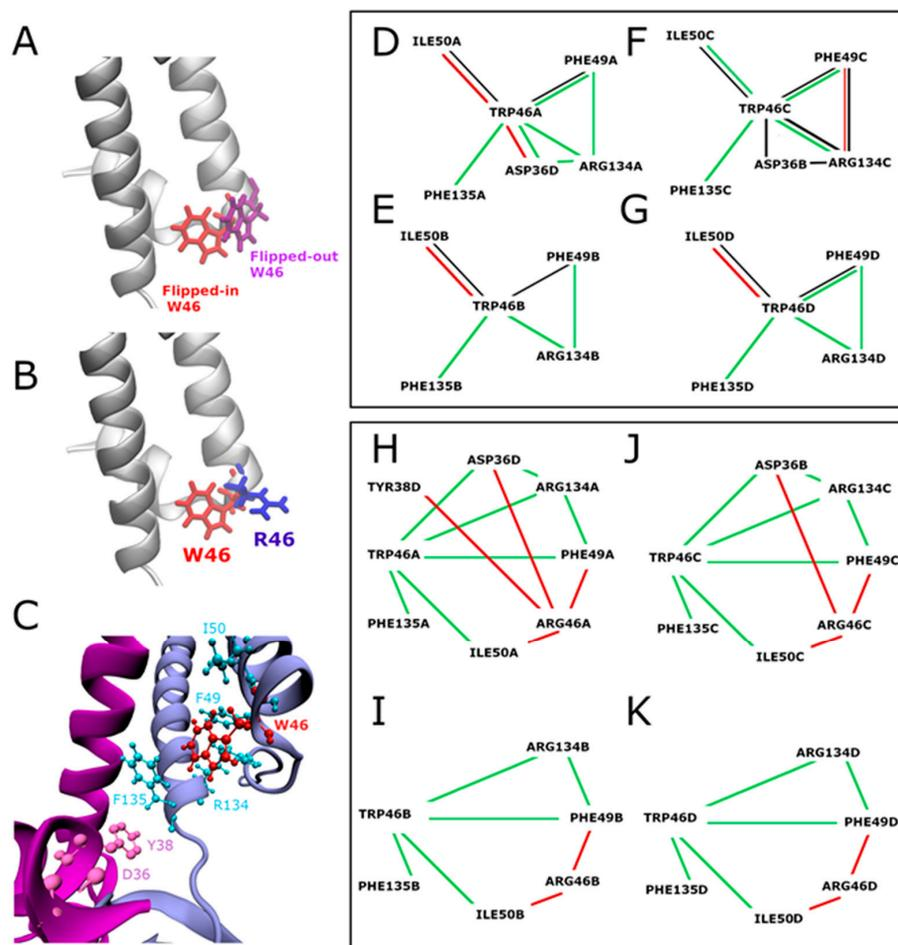 A
Flipped-out
W46
Flipped-in
W46
B
W46
R46
C
I50
F49
W46
F135
R134
Y38
D36
D
ILE50A
PHE49A
TRP46A
ASP36D
ARG134A
PHE135A
F
ILE50C
PHE49C
TRP46C
ASP36B
ARG134C
PHE135C
E
ILE50B
PHE49B
TRP46B
ARG134B
PHE135B
G
ILE50D
PHE49D
TRP46D
ARG134D
PHE135D
H
ASP36D
TYR38D
ARG134A
TRP46A
PHE49A
PHE135A
ARG46A
ILE50A
J
ASP36B
ARG134C
TRP46C
PHE49C
PHE135C
ARG46C
ILE50C
I
ARG134B
TRP46B
PHE49B
PHE135B
ARG46B
ILE50B
K
ARG134D
TRP46D
PHE49D
PHE135D
ARG46D
ILE50D